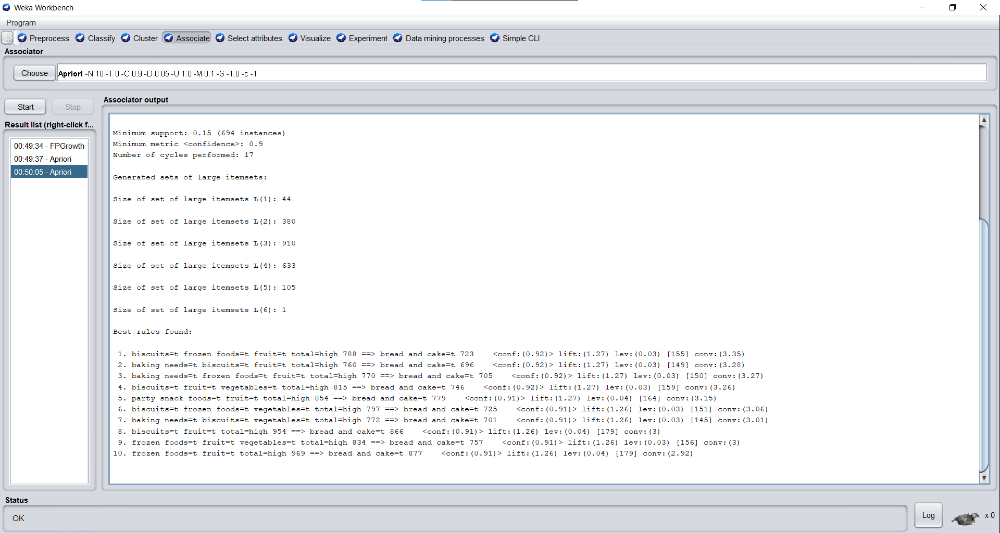 Weka Workbench
Program
Preprocess Classify Cluster Associate Select attributes Visualize Experiment Data mining processes Simple CLI
Associator
Choose Apriori -N 10 -T 0 -C 0.9 -D 0.05 -U 1.0 -M 0.1 -S -1.0 -c -1
Start Stop
Result list (right-click f...
00:49:34 - FPGrowth
00:49:37 - Apriori
00:50:05 - Apriori
Associator output
Minimum support: 0.15 (694 instances)
Minimum metric <confidence>: 0.9
Number of cycles performed: 17
Generated sets of large itemsets:
Size of set of large itemsets L(1): 44
Size of set of large itemsets L(2): 380
Size of set of large itemsets L(3): 910
Size of set of large itemsets L(4): 633
Size of set of large itemsets L(5): 105
Size of set of large itemsets L(6): 1
Best rules found:
1. biscuits=t frozen foods=t fruit=t total=high 788 ==> bread and cake=t 723 <conf:(0.92)> lift:(1.27) lev:(0.03) [155] conv:(3.35)
2. baking needs=t biscuits=t fruit=t total=high 760 ==> bread and cake=t 696 <conf:(0.92)> lift:(1.27) lev:(0.03) [149] conv:(3.28)
3. baking needs=t frozen foods=t fruit=t total=high 770 ==> bread and cake=t 705 <conf:(0.92)> lift:(1.27) lev:(0.03) [150] conv:(3.27)
4. biscuits=t fruit=t vegetables=t total=high 815 ==> bread and cake=t 746 <conf:(0.92)> lift:(1.27) lev:(0.03) [159] conv:(3.26)
5. party snack foods=t fruit=t total=high 854 ==> bread and cake=t 779 <conf:(0.91)> lift:(1.27) lev:(0.04) [164] conv:(3.15)
6. biscuits=t frozen foods=t vegetables=t total=high 797 ==> bread and cake=t 725 <conf:(0.91)> lift:(1.26) lev:(0.03) [151] conv:(3.06)
7. baking needs=t biscuits=t vegetables=t total=high 772 ==> bread and cake=t 701 <conf:(0.91)> lift:(1.26) lev:(0.03) [145] conv:(3.01)
8. biscuits=t fruit=t total=high 954 ==> bread and cake=t 866 <conf:(0.91)> lift:(1.26) lev:(0.04) [179] conv:(3)
9. frozen foods=t fruit=t vegetables=t total=high 834 ==> bread and cake=t 757 <conf:(0.91)> lift:(1.26) lev:(0.03) [156] conv:(3)
10. frozen foods=t fruit=t total=high 969 ==> bread and cake=t 877 <conf:(0.91)> lift:(1.26) lev:(0.04) [179] conv:(2.92)
Status
OK
Log
x 0